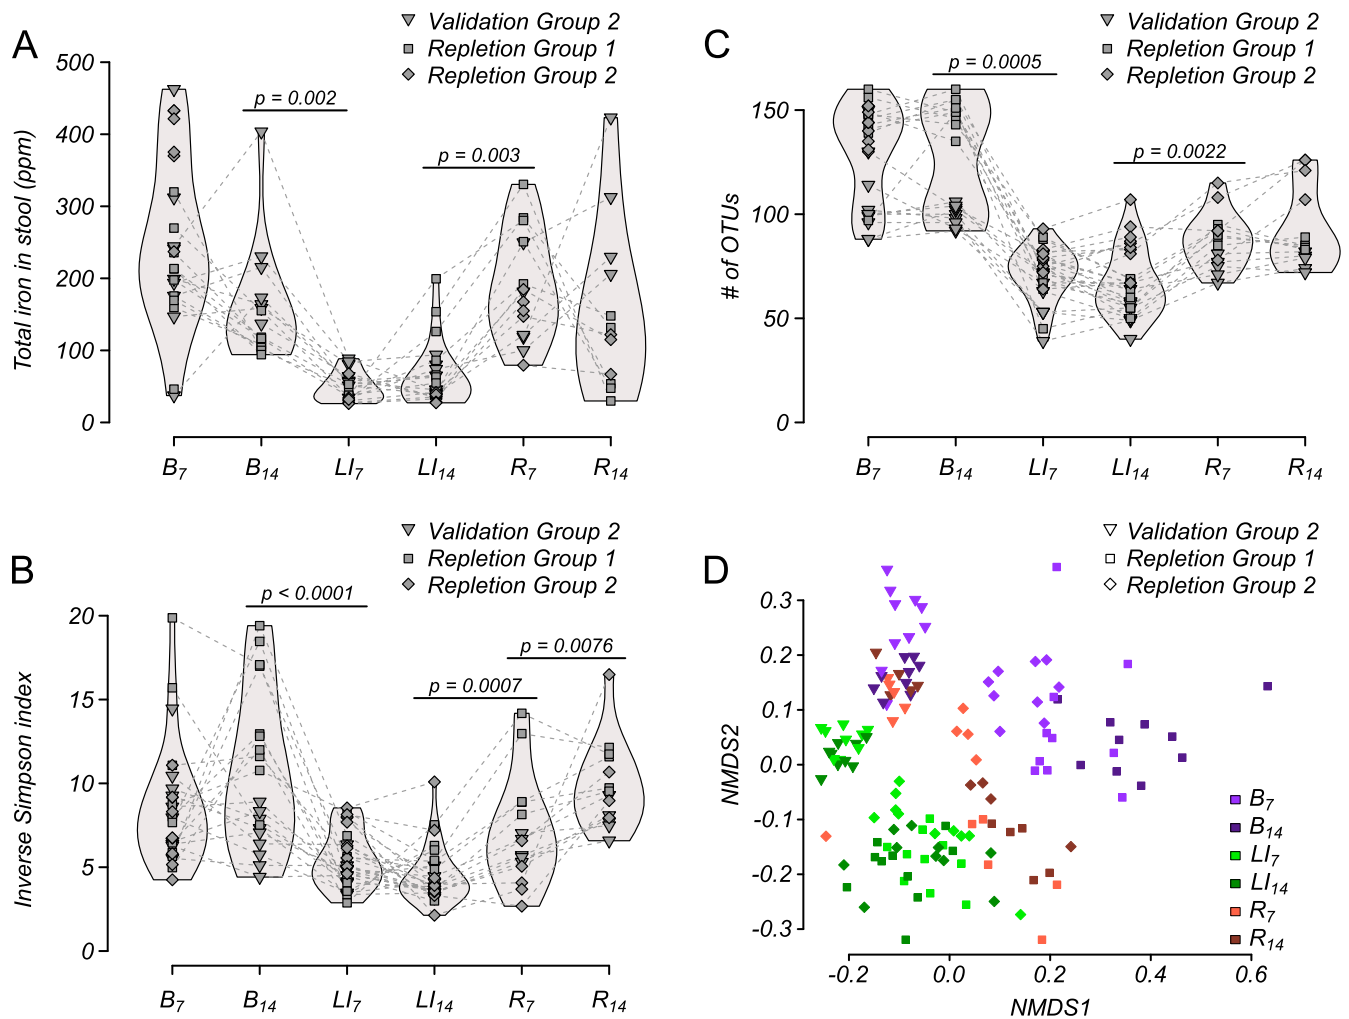 A
Validation Group 2
Repletion Group 1
Repletion Group 2
500
400
300
200
100
0
Total iron in stool (ppm)
p = 0.002
p = 0.003
B7 B14 LI7 LI14 R7 R14
C
Validation Group 2
Repletion Group 1
Repletion Group 2
150
100
50
0
# of OTUs
p = 0.0005
p = 0.0022
B7 B14 LI7 LI14 R7 R14
B
Validation Group 2
Repletion Group 1
Repletion Group 2
20
15
10
5
0
Inverse Simpson index
p < 0.0001
p = 0.0007
p = 0.0076
B7 B14 LI7 LI14 R7 R14
D
Validation Group 2
Repletion Group 1
Repletion Group 2
0.3
0.2
0.1
0.0
-0.1
-0.2
-0.3
NMDS2
B7
B14
LI7
LI14
R7
R14
-0.2 0.0 0.2 0.4 0.6
NMDS1